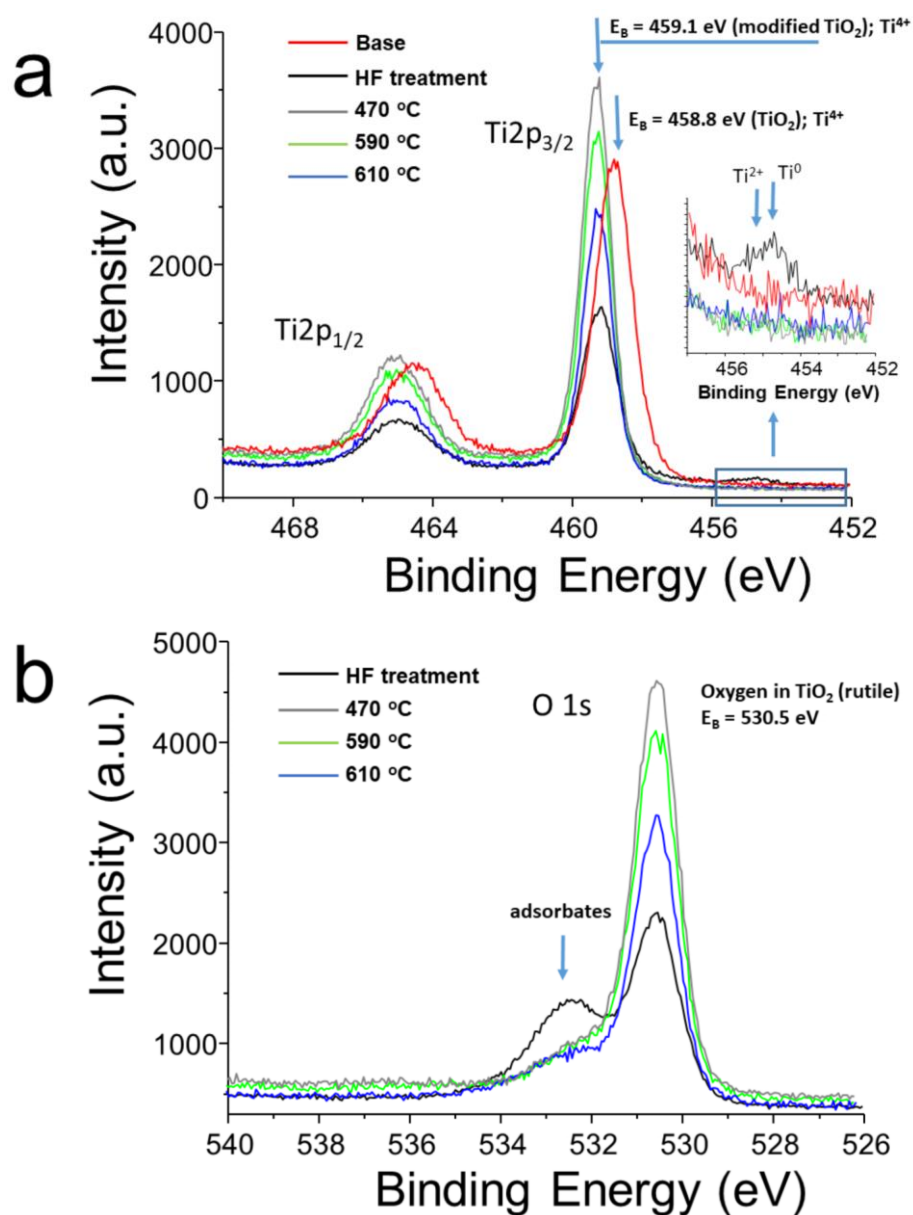 a
Intensity (a.u.)
4000
3000
2000
1000
0
Base
HF treatment
470 °C
590 °C
610 °C
E_B = 459.1 eV (modified TiO₂); Ti⁴⁺
E_B = 458.8 eV (TiO₂); Ti⁴⁺
Ti2p₃/₂
Ti2p₁/₂
Ti²⁺ Ti⁰
456 454 452
Binding Energy (eV)
468 464 460 456 452
Binding Energy (eV)
b
Intensity (a.u.)
5000
4000
3000
2000
1000
HF treatment
470 °C
590 °C
610 °C
O 1s
Oxygen in TiO₂ (rutile)
E_B = 530.5 eV
adsorbates
540 538 536 534 532 530 528 526
Binding Energy (eV)